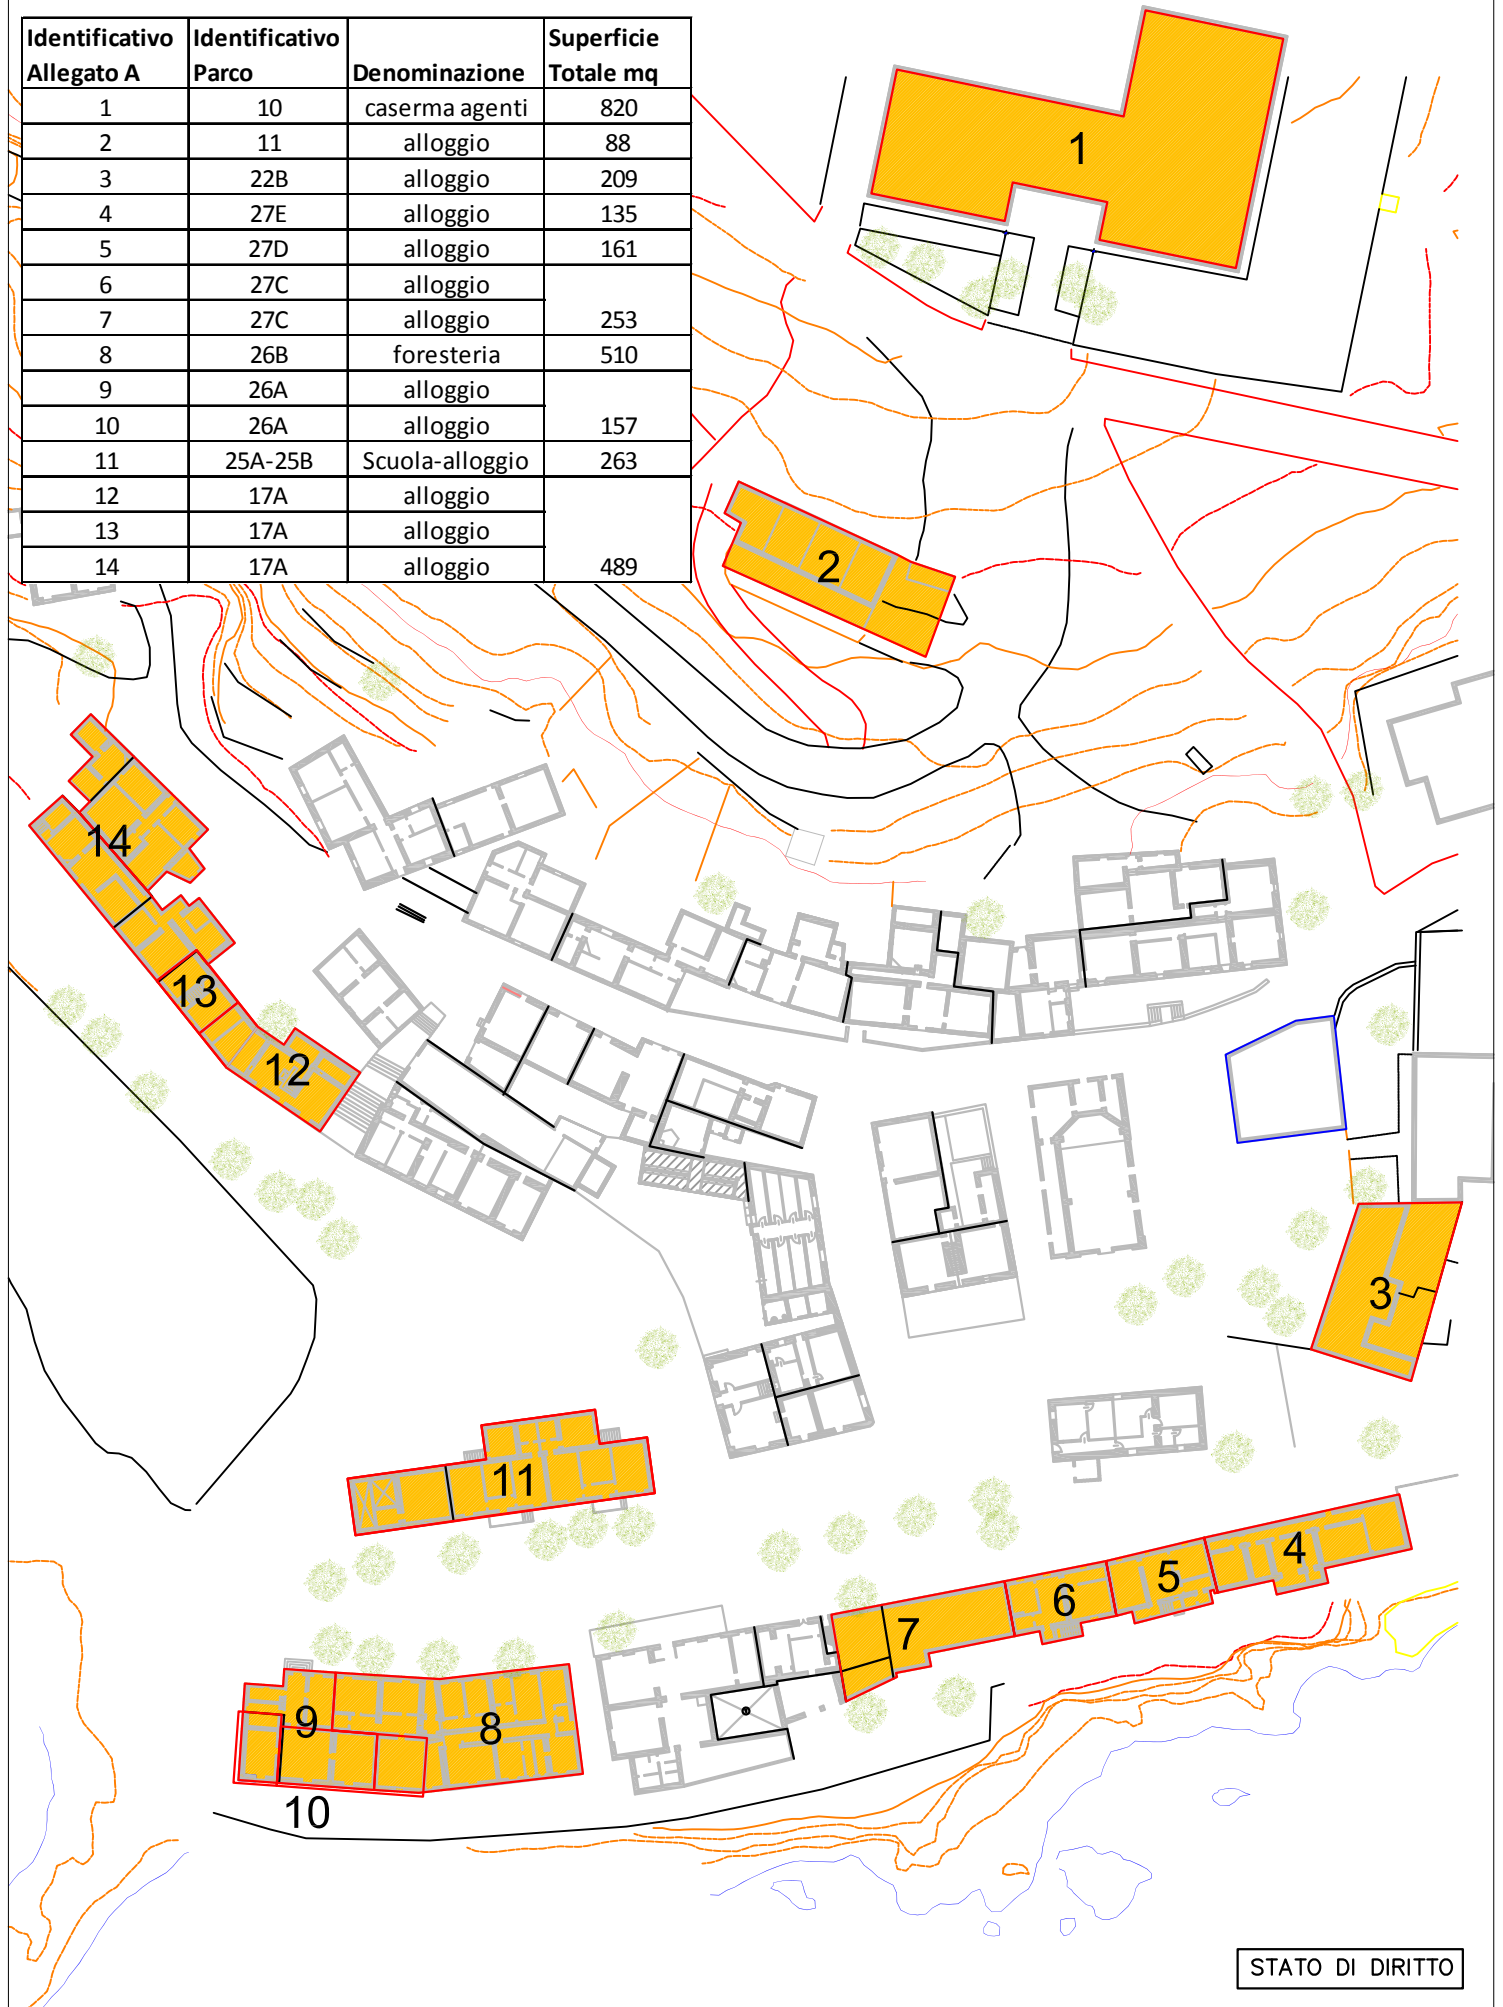 Identificativo Allegato A | Identificativo Parco | Denominazione | Superficie Totale mq
1 | 10 | caserma agenti | 820
2 | 11 | alloggio | 88
3 | 22B | alloggio | 209
4 | 27E | alloggio | 135
5 | 27D | alloggio | 161
6 | 27C | alloggio
7 | 27C | alloggio | 253
8 | 26B | foresteria | 510
9 | 26A | alloggio
10 | 26A | alloggio | 157
11 | 25A-25B | Scuola-alloggio | 263
12 | 17A | alloggio
13 | 17A | alloggio
14 | 17A | alloggio | 489
1
2
14
13
12
3
11
4
5
6
7
9
8
10
STATO DI DIRITTO